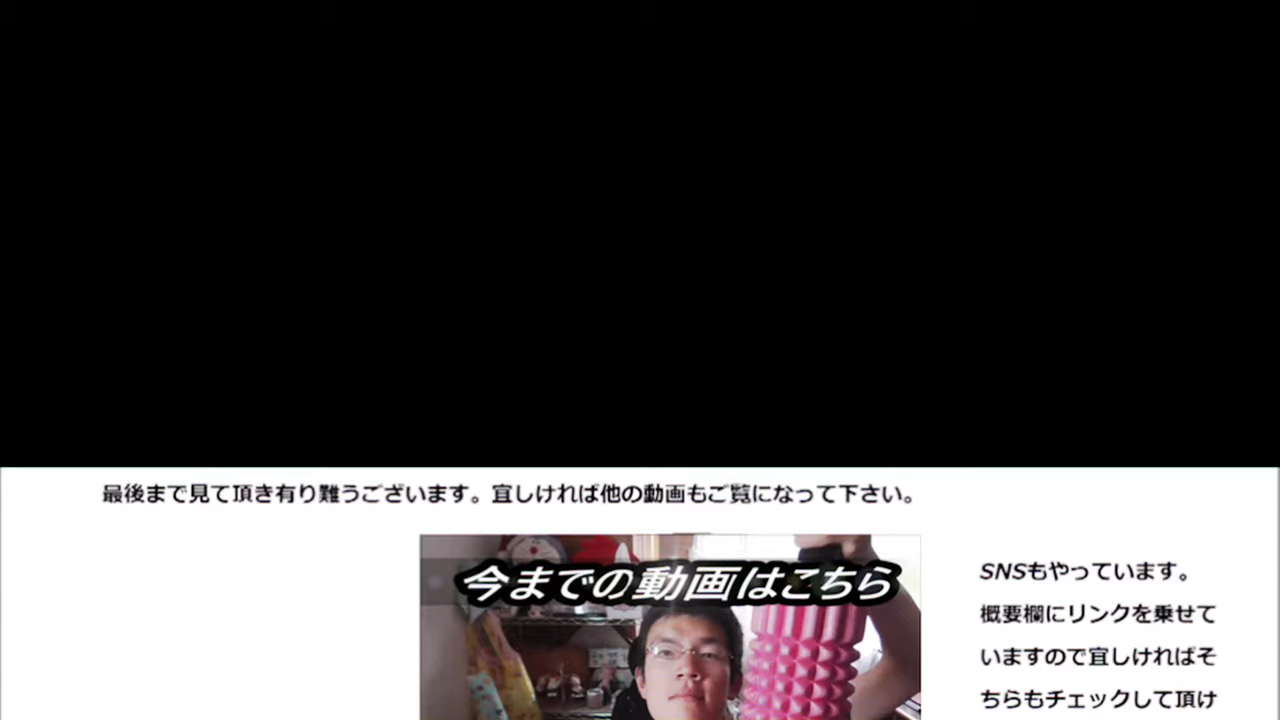 最後まで見て頂き有り難うございます。宜しければ他の動画もご覧になって下さい。
今までの動画はこちら
SNSもやっています。
概要欄にリンクを乗せて
いますので宜しければそ
ちらもチェックして頂け